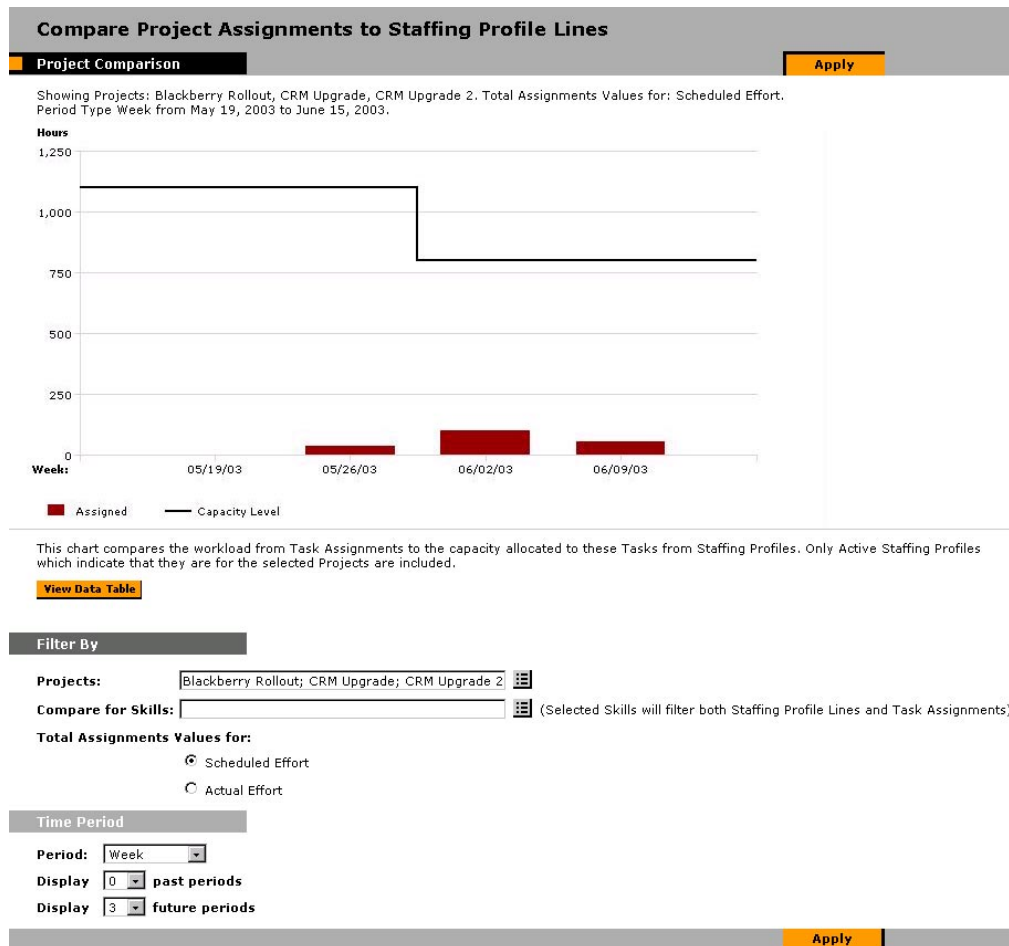 Compare Project Assignments to Staffing Profile Lines
Project Comparison
Apply
Showing Projects: Blackberry Rollout, CRM Upgrade, CRM Upgrade 2. Total Assignments Values for: Scheduled Effort.
Period Type Week from May 19, 2003 to June 15, 2003.
Hours
1,250
1,000
750
500
250
0
Week: 05/19/03 05/26/03 06/02/03 06/09/03
Assigned Capacity Level
This chart compares the workload from Task Assignments to the capacity allocated to these Tasks from Staffing Profiles. Only Active Staffing Profiles
which indicate that they are for the selected Projects are included.
View Data Table
Filter By
Projects: Blackberry Rollout; CRM Upgrade; CRM Upgrade 2
Compare for Skills: (Selected Skills will filter both Staffing Profile Lines and Task Assignments)
Total Assignments Values for:
Scheduled Effort
Actual Effort
Time Period
Period: Week
Display 0 past periods
Display 3 future periods
Apply